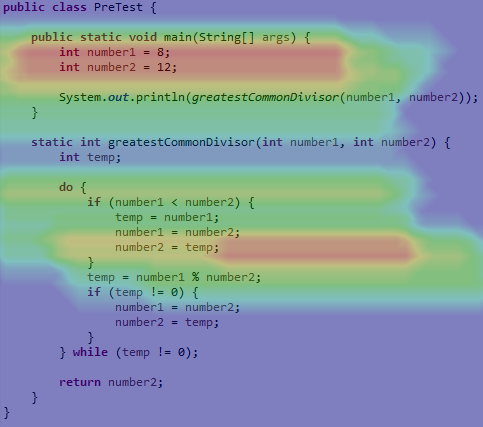 public class PreTest {
public static void main(String[] args) {
int number1 = 8;
int number2 = 12;
System.out.println(greatestCommonDivisor(number1, number2));
}
static int greatestCommonDivisor(int number1, int number2) {
int temp;
do {
if (number1 < number2) {
temp = number1;
number1 = number2;
number2 = temp;
}
temp = number1 % number2;
if (temp != 0) {
number1 = number2;
number2 = temp;
}
} while (temp != 0);
return number2;
}
}